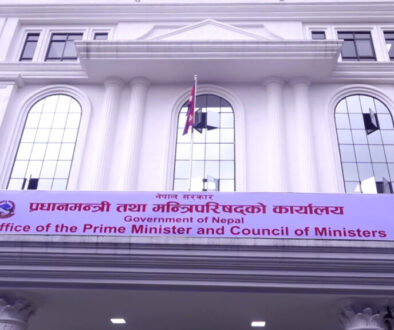 नेपाल सरकार
प्रधानमन्त्री तथा मन्त्रिपरिषद्को कार्यालय
Government of Nepal
ffice of the Prime Minister and Council of Ministers